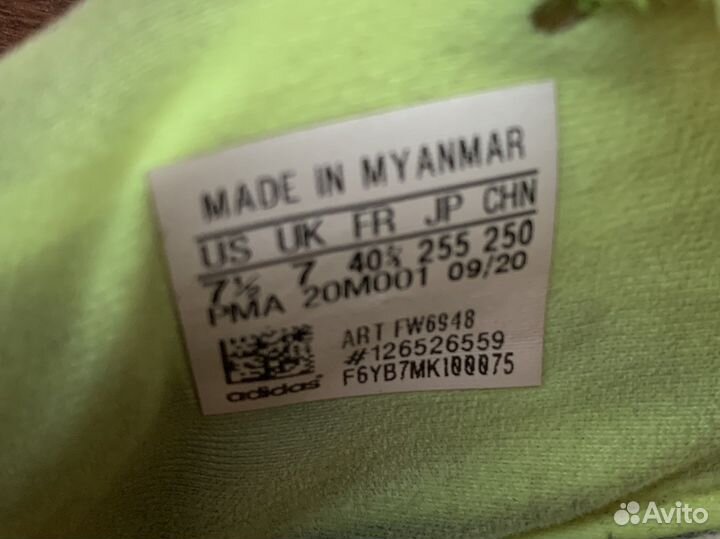 MADE IN MYANMAR
US UK FR JP CHN
7½ 7 40⅔ 255 250
PMA 20M001 09/20
ART FW6948
#126526559
adidas F6YB7MK100075
Avito